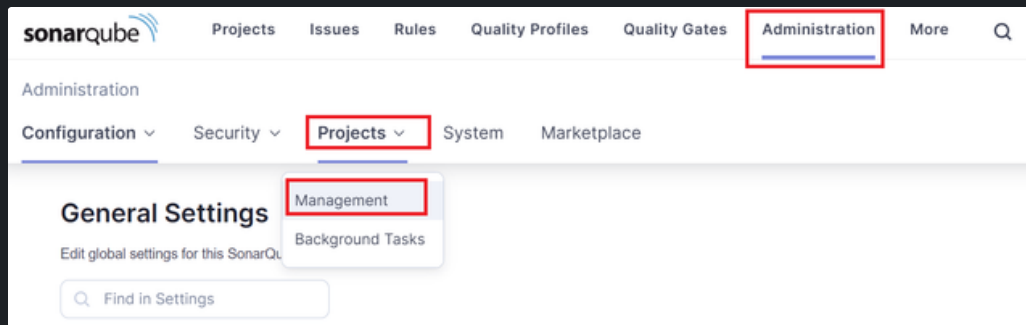 sonarqube Projects Issues Rules Quality Profiles Quality Gates Administration More
Administration
Configuration Security Projects System Marketplace
Management
General Settings
Background Tasks
Edit global settings for this SonarQu
Find in Settings